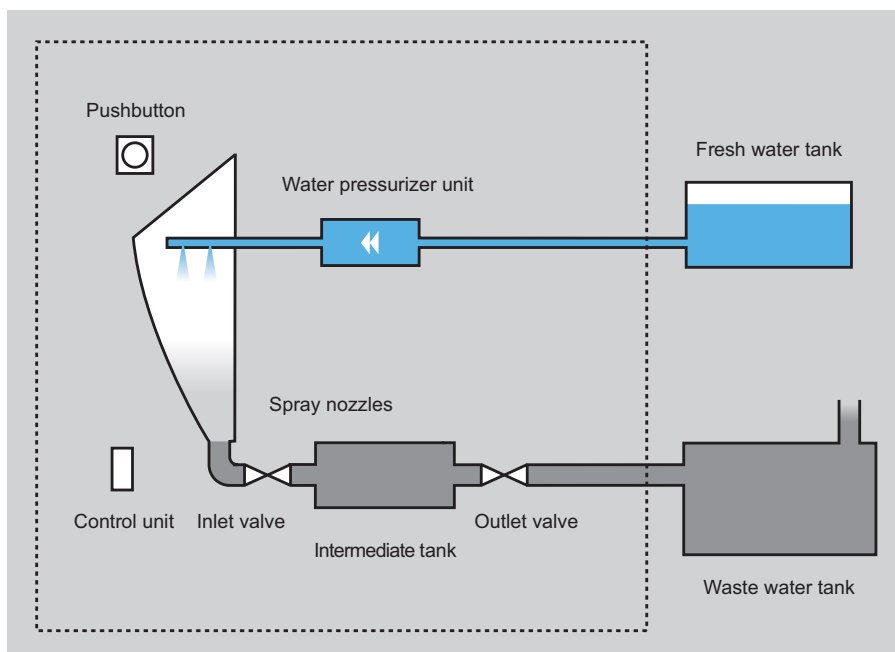 Pushbutton
Fresh water tank
Water pressurizer unit
Spray nozzles
Control unit
Inlet valve
Outlet valve
Intermediate tank
Waste water tank